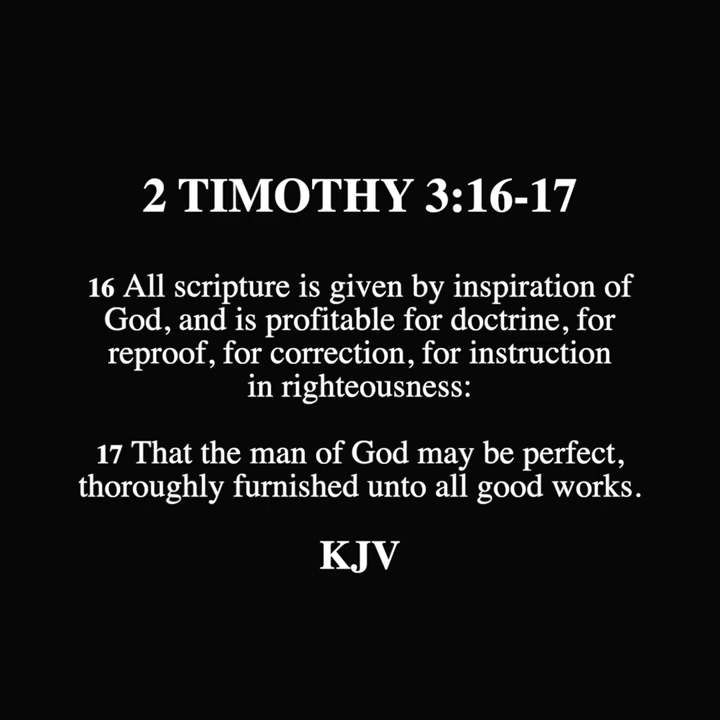 2 TIMOTHY 3:16-17
16 All scripture is given by inspiration of
God, and is profitable for doctrine, for
reproof, for correction, for instruction
in righteousness:
17 That the man of God may be perfect,
thoroughly furnished unto all good works.
KJV